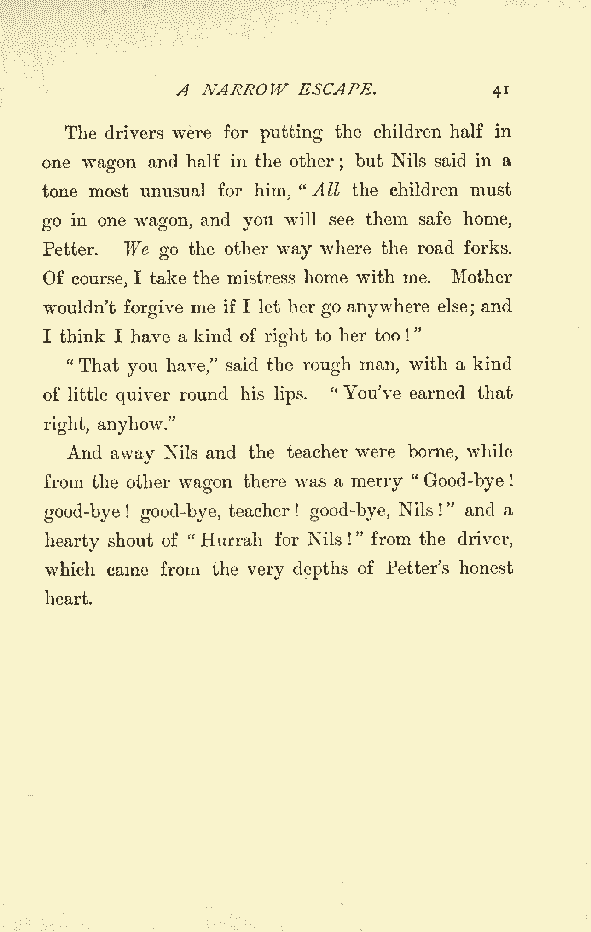 A NARROW ESCAPE. 41
The drivers were for putting the children half in
one wagon and half in the other; but Nils said in a
tone most unusual for him, “All the children must
go in one wagon, and you will see them safe home,
Petter. We go the other way where the road forks.
Of course, I take the mistress home with me. Mother
wouldn’t forgive me if I let her go anywhere else; and
I think I have a kind of right to her too!”
“That you have,” said the rough man, with a kind
of little quiver round his lips. “You’ve earned that
right, anyhow.”
And away Nils and the teacher were borne, while
from the other wagon there was a merry “Good-bye!
good-bye! good-bye, teacher! good-bye, Nils!” and a
hearty shout of “Hurrah for Nils!” from the driver,
which came from the very depths of Petter’s honest
heart.